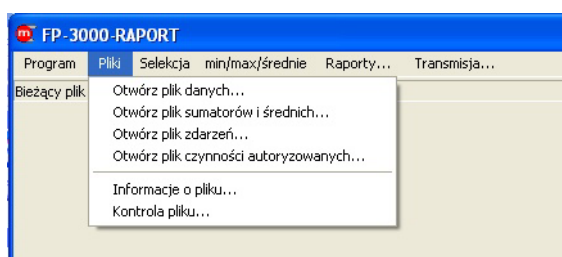 FP-3000-RAPORT
Program Pliki Selekcja min/max/średnie Raporty... Transmisja...
Bieżący plik
Otwórz plik danych...
Otwórz plik sumatorów i średnich...
Otwórz plik zdarzeń...
Otwórz plik czynności autoryzowanych...
Informacje o pliku...
Kontrola pliku...